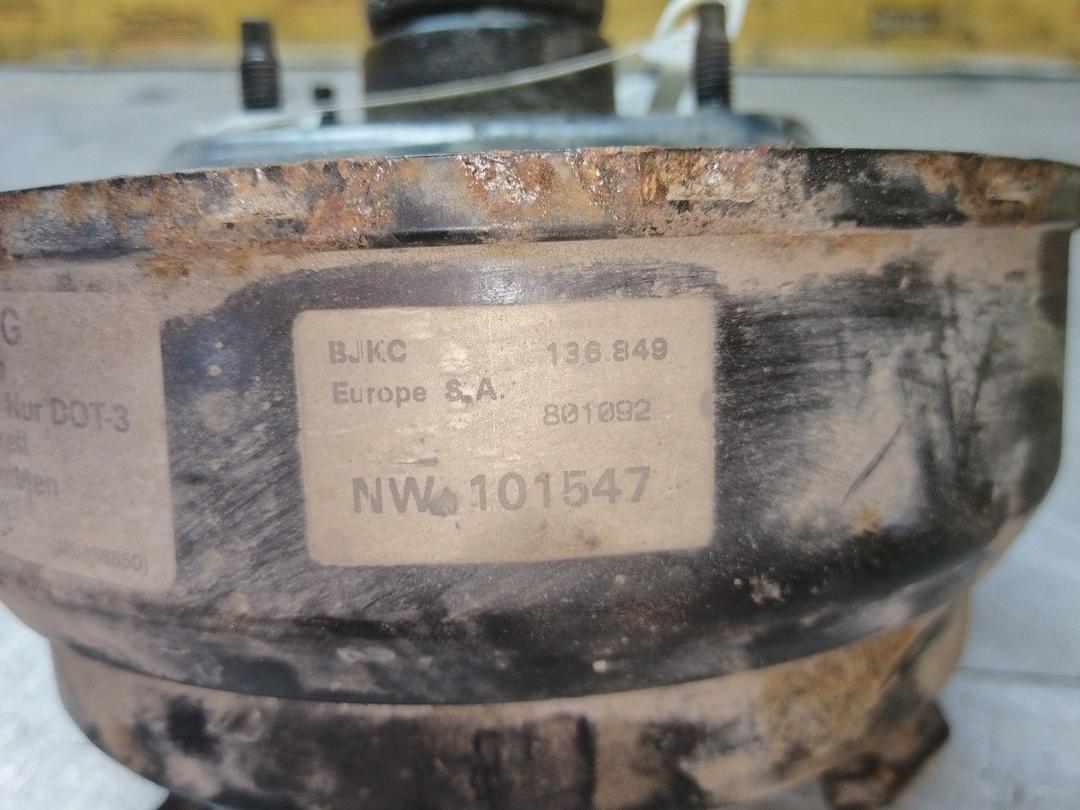 G
Nur DOT-3
BJKC 136.849
Europe S.A.
801092
NW 101547